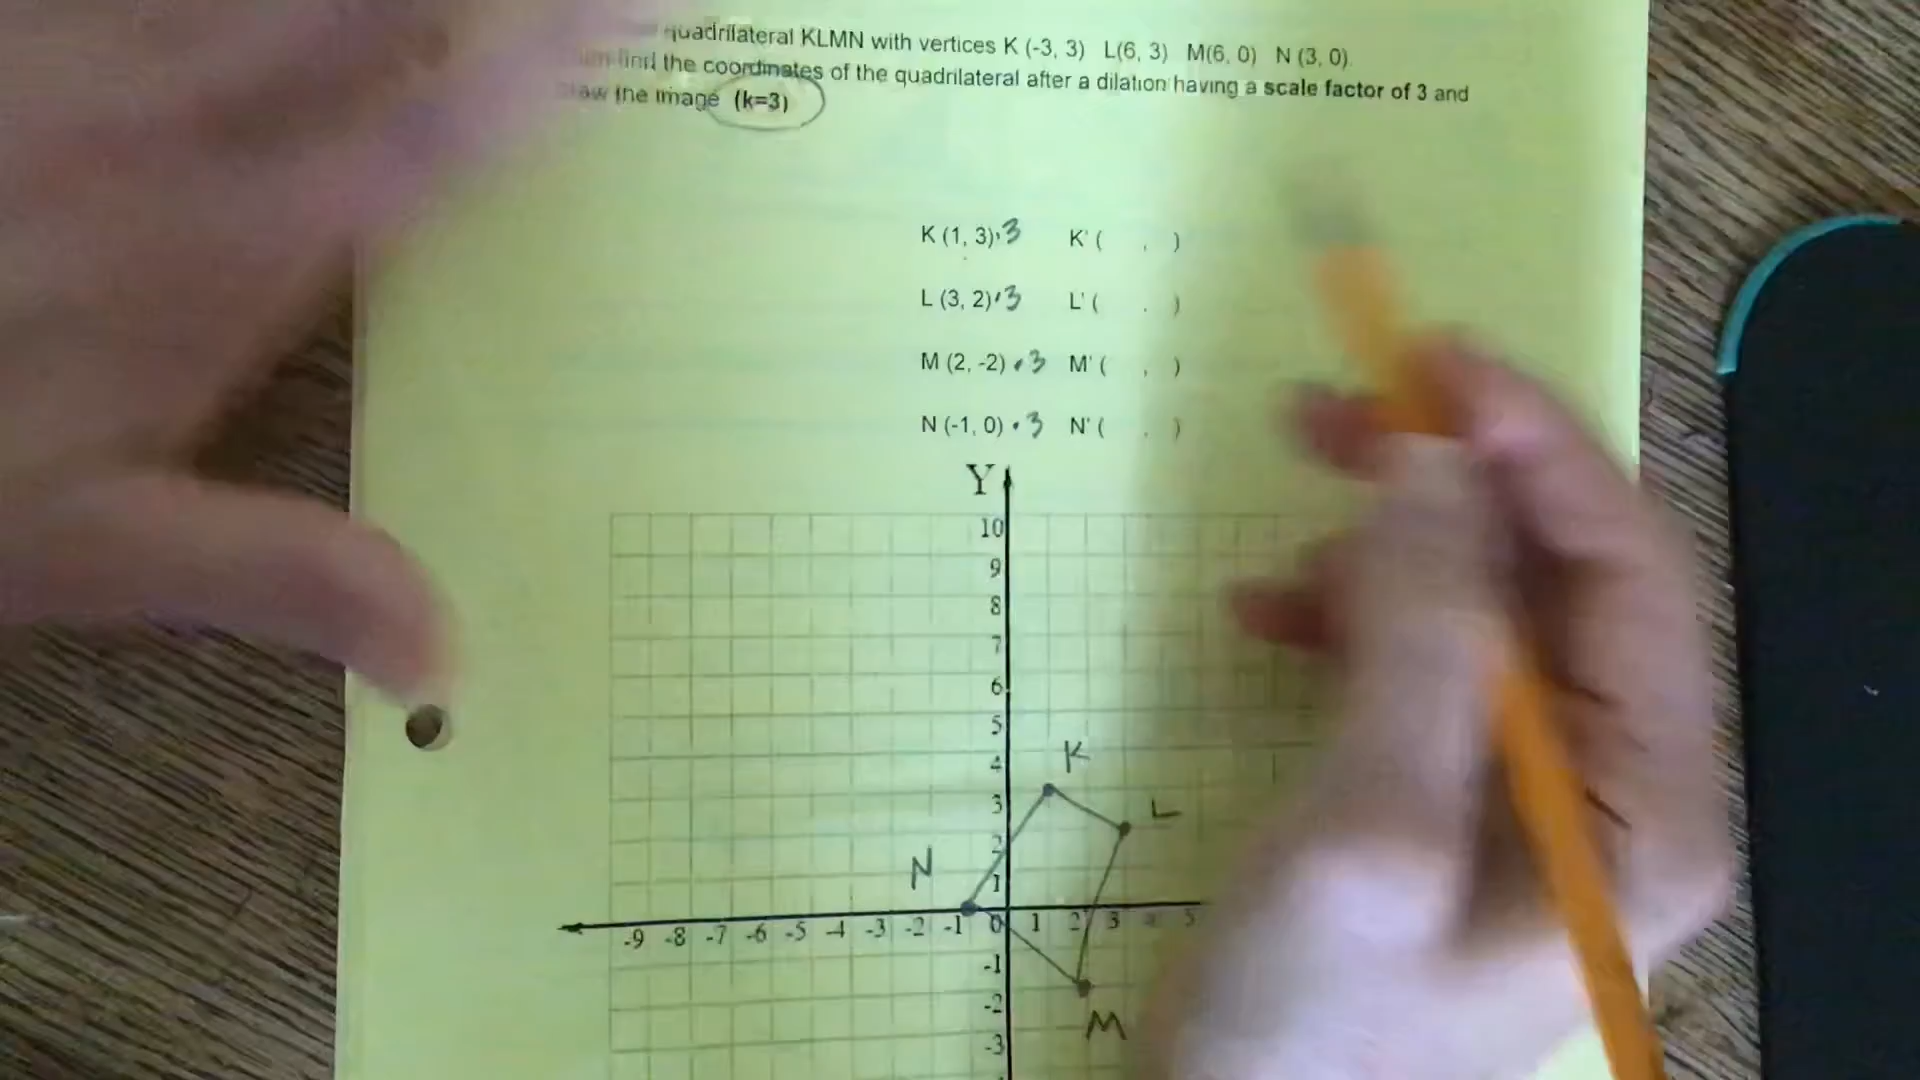 quadrilateral KLMN with vertices K (-3, 3) L(6, 3) M(6, 0) N (3, 0).
find the coordinates of the quadrilateral after a dilation having a scale factor of 3 and
the image (k=3)
K (1, 3)·3 K' ( , )
L (3, 2)·3 L' ( , )
M (2, -2) · 3 M' ( , )
N (-1, 0) · 3 N' ( , )
Y
10
9
8
7
6
5
4
K
3
L
2
N
1
-9 -8 -7 -6 -5 -4 -3 -2 -1 0 1 2 3 4 5
-1
-2
M
-3